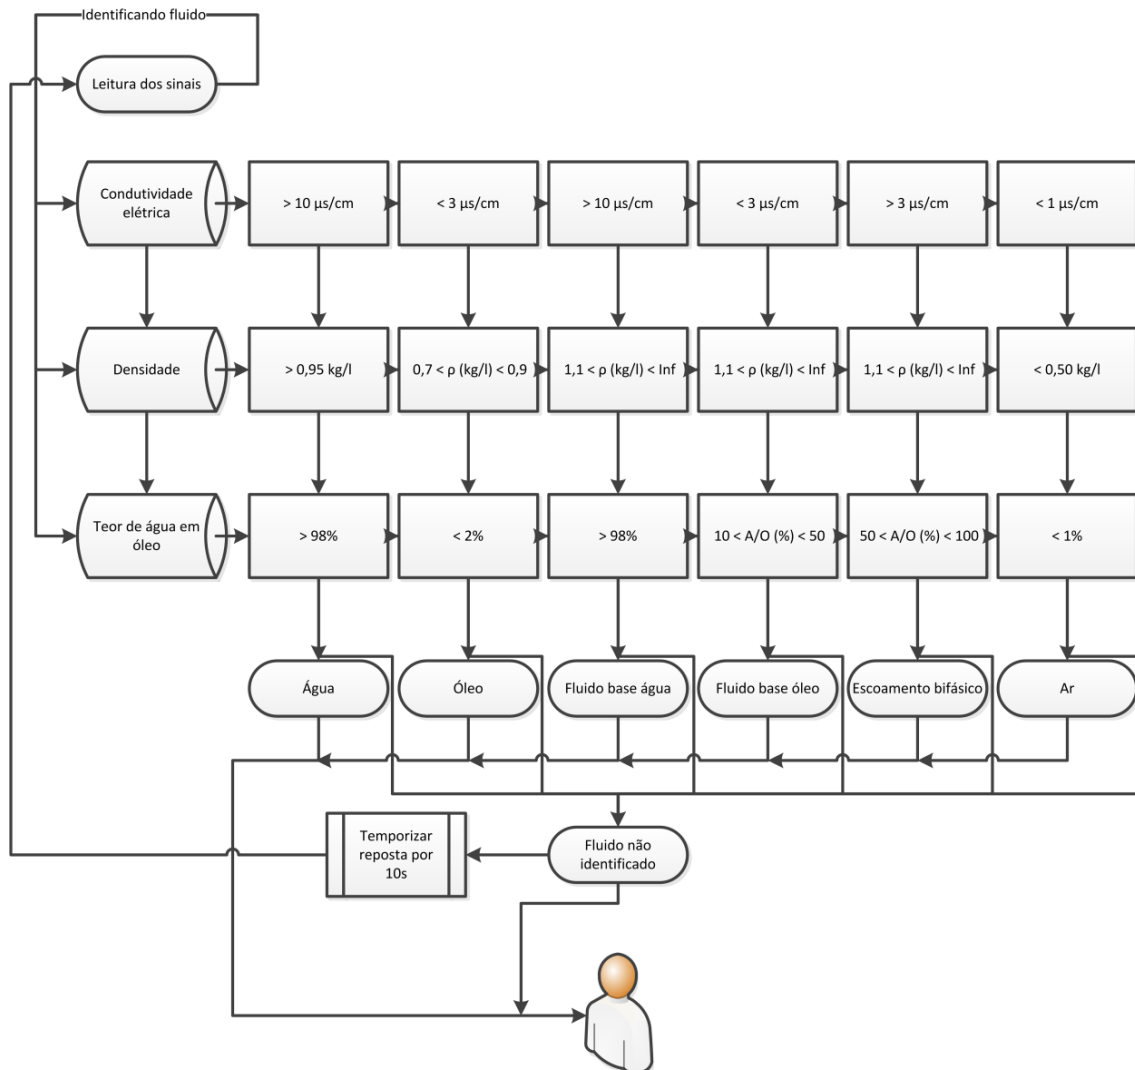 Identificando fluido
Leitura dos sinais
Condutividade
elétrica
> 10 µs/cm
< 3 µs/cm
> 10 µs/cm
< 3 µs/cm
> 3 µs/cm
< 1 µs/cm
Densidade
> 0,95 kg/l
0,7 < ρ (kg/l) < 0,9
1,1 < ρ (kg/l) < Inf
1,1 < ρ (kg/l) < Inf
1,1 < ρ (kg/l) < Inf
< 0,50 kg/l
Teor de água em
óleo
> 98%
< 2%
> 98%
10 < A/O (%) < 50
50 < A/O (%) < 100
< 1%
Água
Óleo
Fluido base água
Fluido base óleo
Escoamento bifásico
Ar
Temporizar
reposta por
10s
Fluido não
identificado